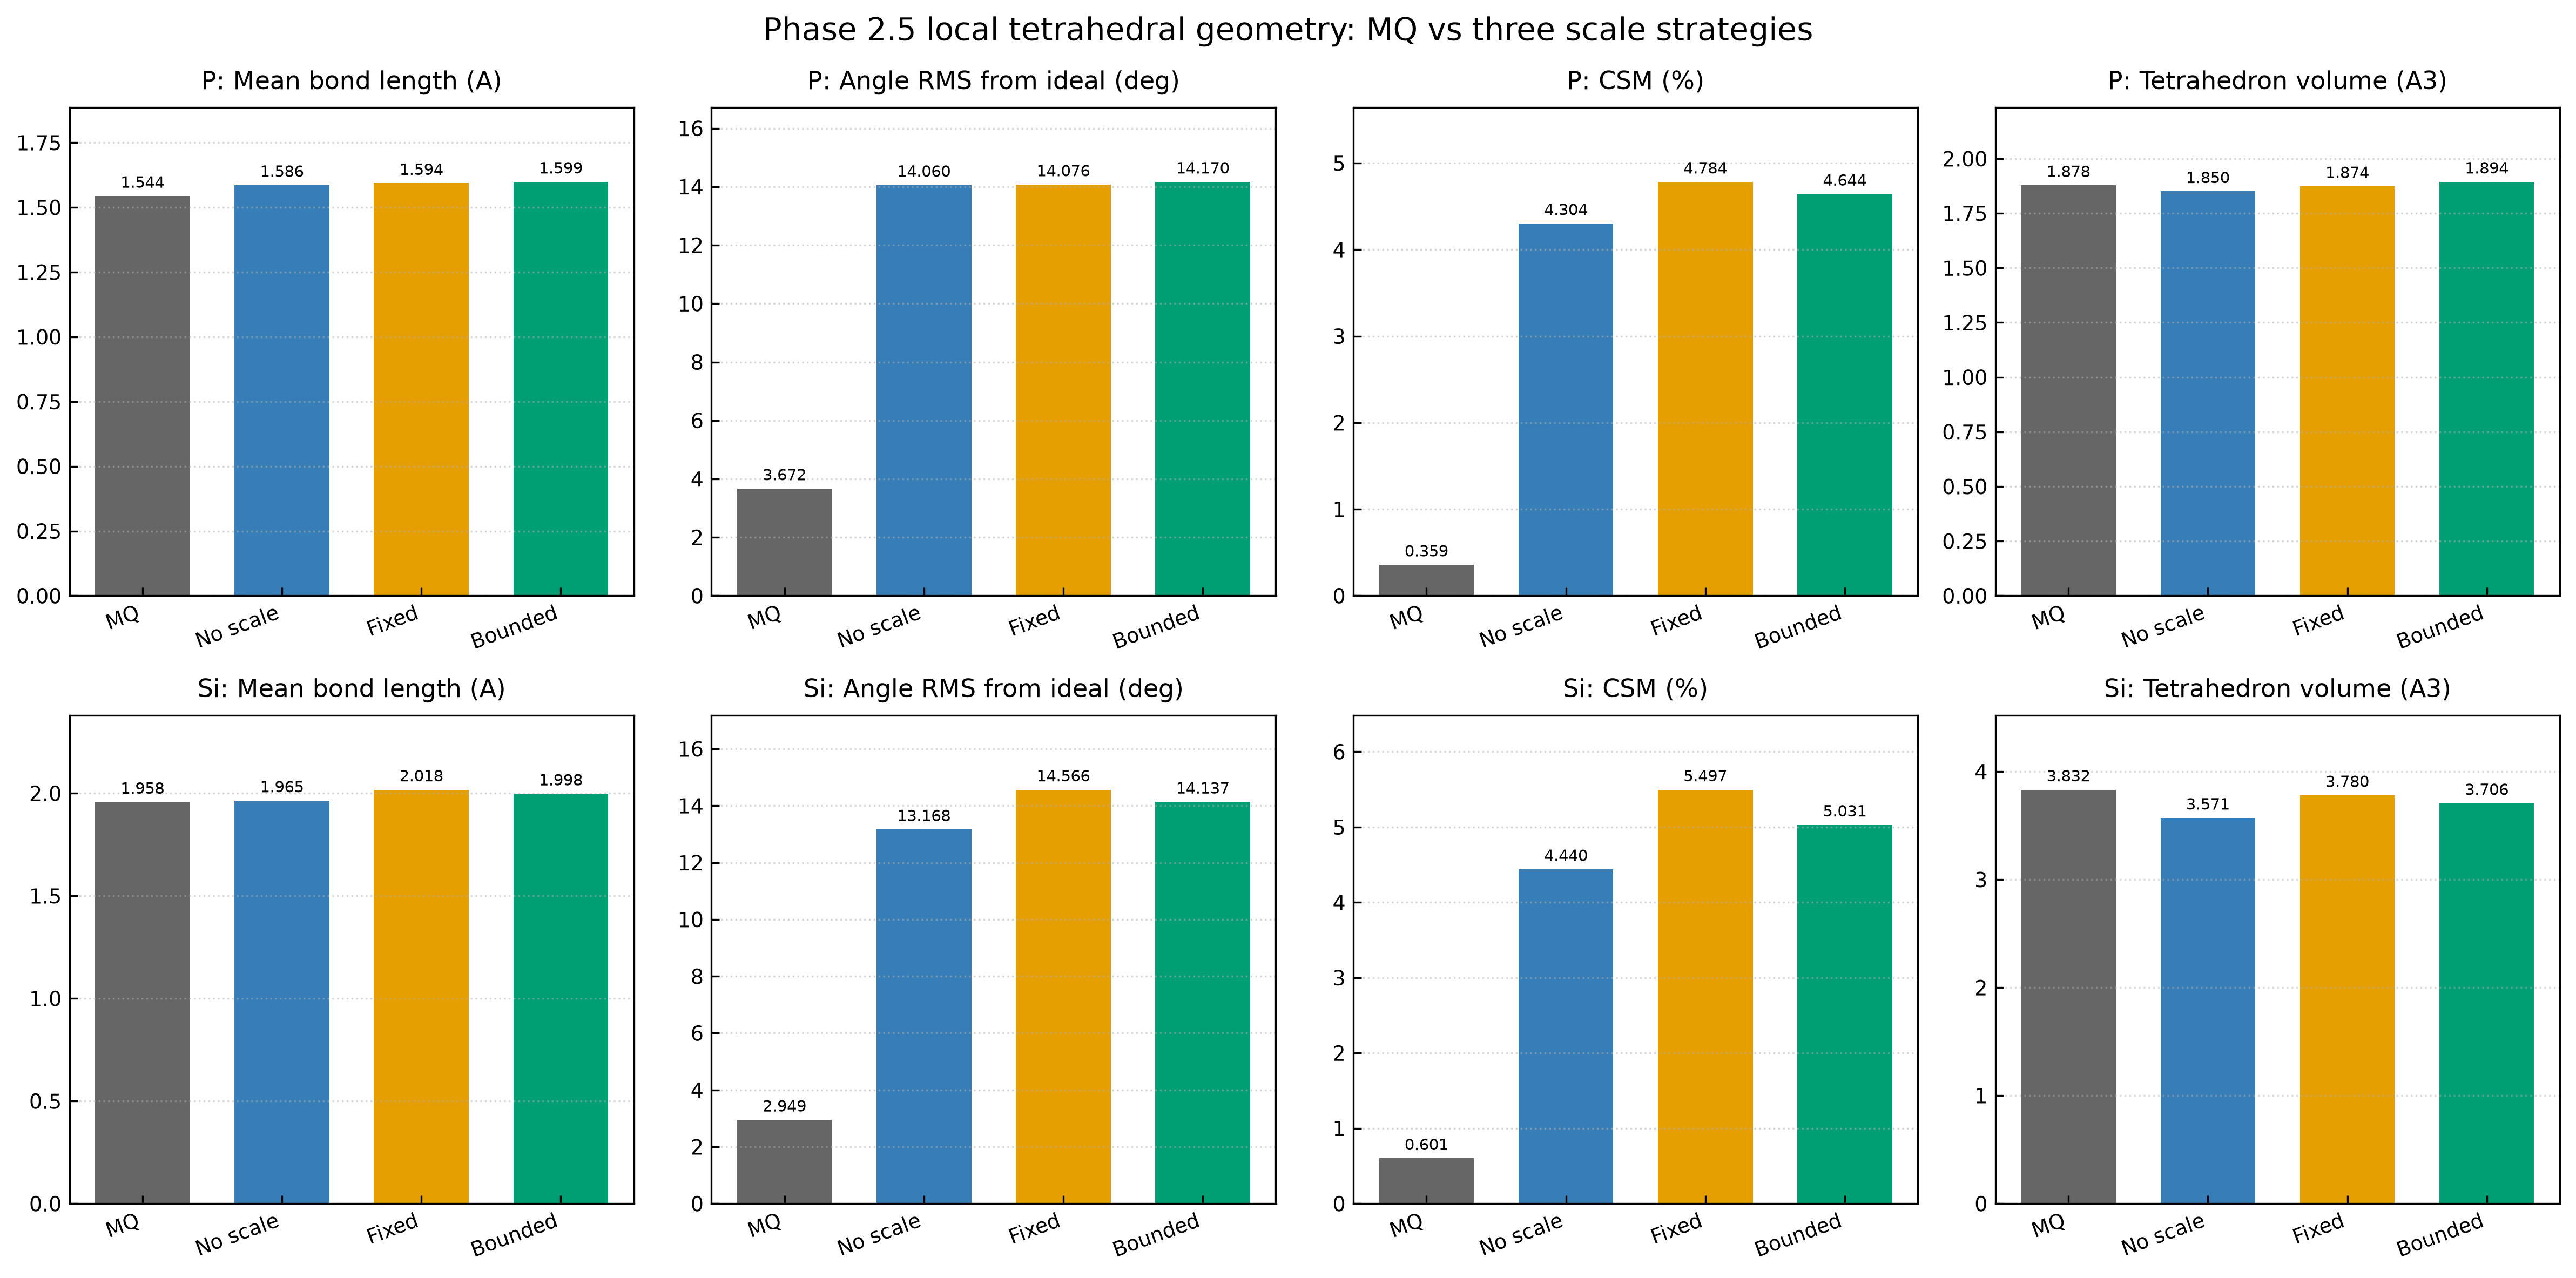 Phase 2.5 local tetrahedral geometry: MQ vs three scale strategies
P: Mean bond length (A)
1.75
1.50
1.25
1.00
0.75
0.50
0.25
0.00
1.544
1.586
1.594
1.599
MQ
No scale
Fixed
Bounded
P: Angle RMS from ideal (deg)
16
14
12
10
8
6
4
2
0
3.672
14.060
14.076
14.170
MQ
No scale
Fixed
Bounded
P: CSM (%)
5
4
3
2
1
0
0.359
4.304
4.784
4.644
MQ
No scale
Fixed
Bounded
P: Tetrahedron volume (A3)
2.00
1.75
1.50
1.25
1.00
0.75
0.50
0.25
0.00
1.878
1.850
1.874
1.894
MQ
No scale
Fixed
Bounded
Si: Mean bond length (A)
2.0
1.5
1.0
0.5
0.0
1.958
1.965
2.018
1.998
MQ
No scale
Fixed
Bounded
Si: Angle RMS from ideal (deg)
16
14
12
10
8
6
4
2
0
2.949
13.168
14.566
14.137
MQ
No scale
Fixed
Bounded
Si: CSM (%)
6
5
4
3
2
1
0
0.601
4.440
5.497
5.031
MQ
No scale
Fixed
Bounded
Si: Tetrahedron volume (A3)
4
3
2
1
0
3.832
3.571
3.780
3.706
MQ
No scale
Fixed
Bounded